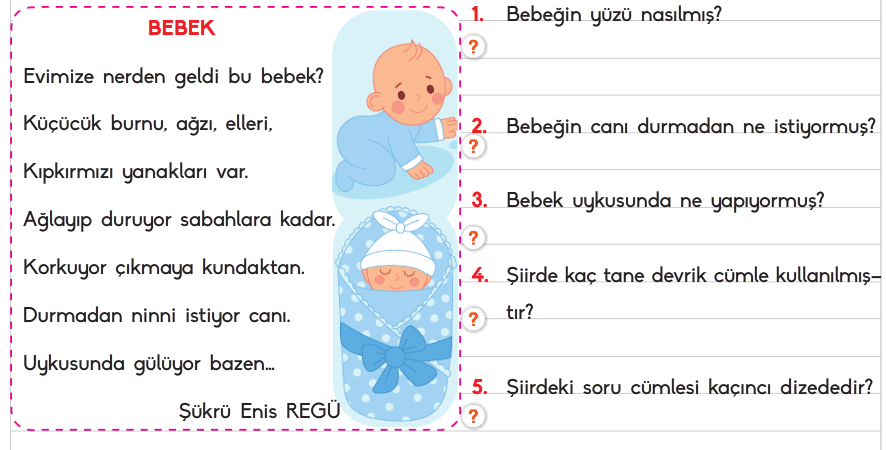 BEBEK
Evimize nerden geldi bu bebek?
Küçücük burnu, ağzı, elleri,
Kıpkırmızı yanakları var.
Ağlayıp duruyor sabahlara kadar.
Korkuyor çıkmaya kundaktan.
Durmadan ninni istiyor canı.
Uykusunda gülüyor bazen...
Şükrü Enis REGÜ
1. Bebeğin yüzü nasılmış?
?
2. Bebeğin canı durmadan ne istiyormuş?
?
3. Bebek uykusunda ne yapıyormuş?
?
4. Şiirde kaç tane devrik cümle kullanılmış-
tır?
?
5. Şiirdeki soru cümlesi kaçıncı dizededir?
?